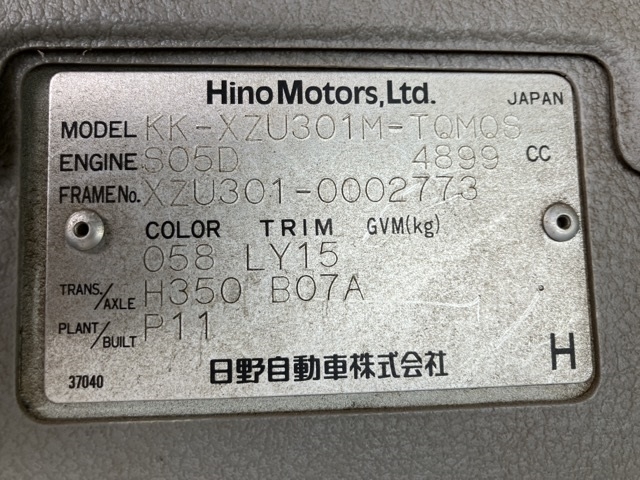 Hino Motors, Ltd. JAPAN
MODEL KK-XZU301M-TQMQS
ENGINE S05D 4899 CC
FRAME No. XZU301-0002773
COLOR TRIM GVM(kg)
058 LY15
TRANS./AXLE H350 B07A
PLANT/BUILT P11
37040 日野自動車株式会社 H